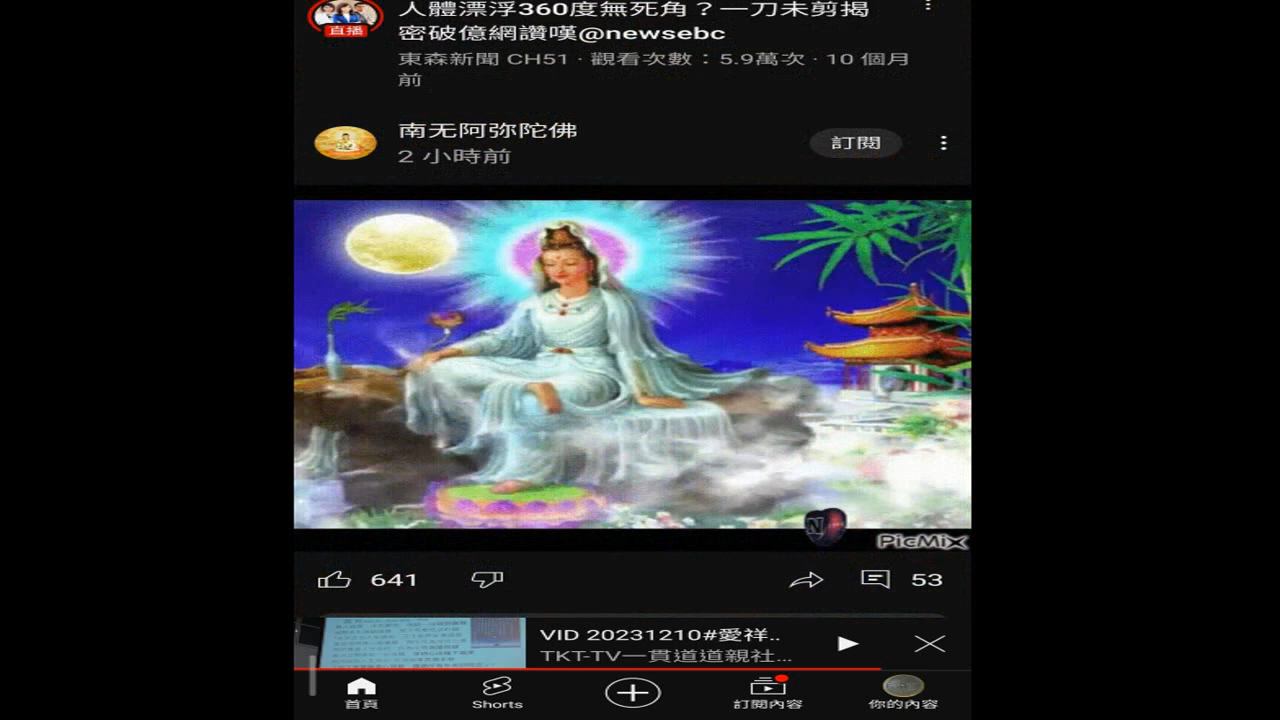 人體漂浮360度無死角？一刀未剪揭
密破億網讚嘆@newsebc
直播
東森新聞 CH51 · 觀看次數：5.9萬次 · 10 個月
前
南无阿弥陀佛
2 小時前
訂閱
N
PicMix
641
53
VID 20231210#愛祥..
TKT-TV一貫道道親社...
首頁
Shorts
訂閱內容
你的內容